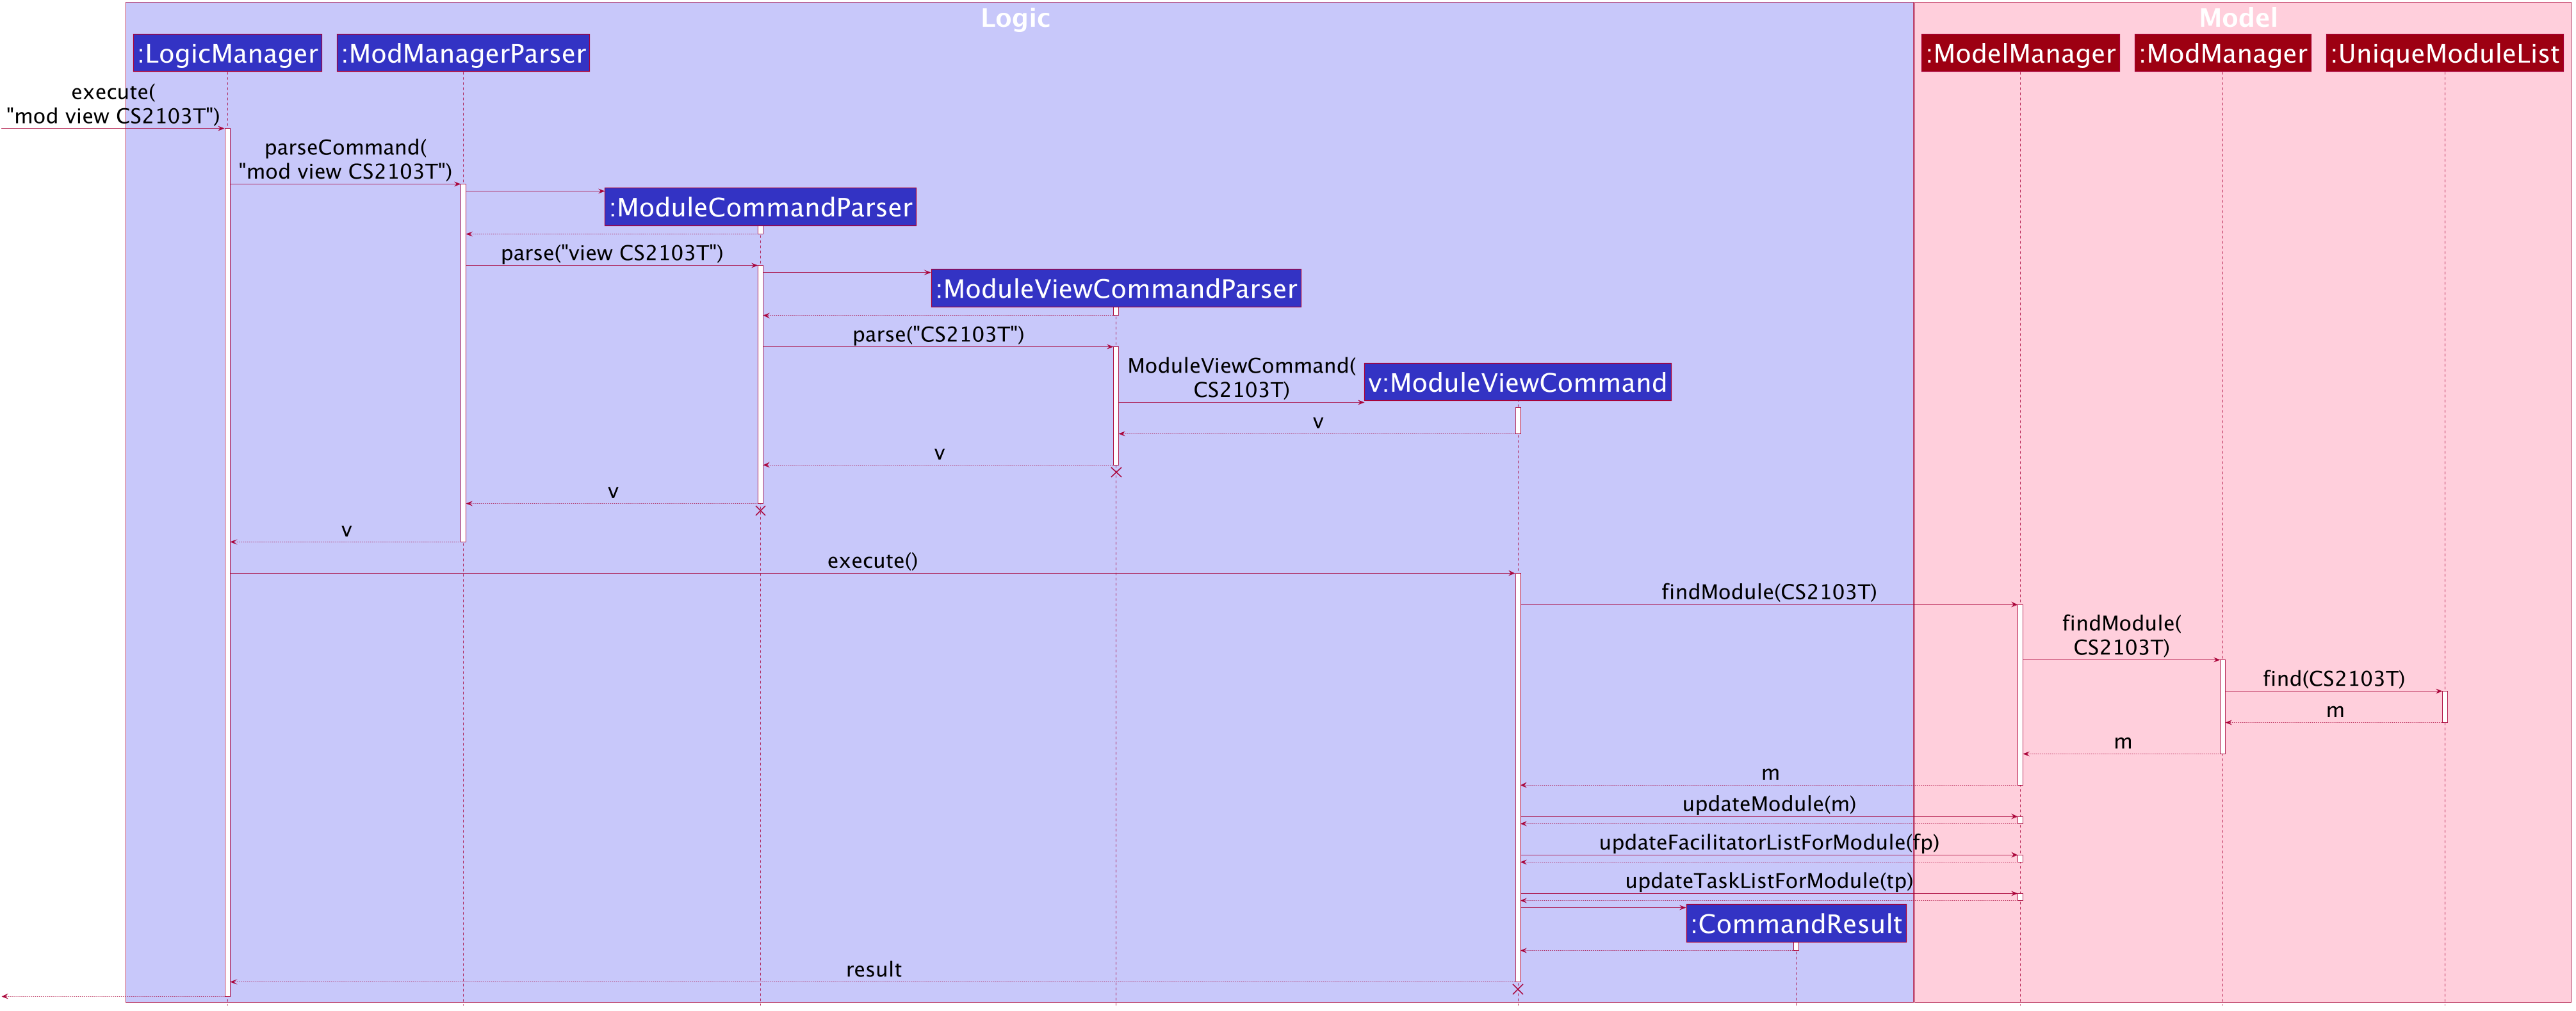 Logic
Model
:LogicManager
:ModManagerParser
:ModelManager
:ModManager
:UniqueModuleList
execute(
"mod view CS2103T")
parseCommand(
"mod view CS2103T")
:ModuleCommandParser
parse("view CS2103T")
:ModuleViewCommandParser
parse("CS2103T")
ModuleViewCommand(
CS2103T)
v:ModuleViewCommand
v
v
v
v
execute()
findModule(CS2103T)
findModule(
CS2103T)
find(CS2103T)
m
m
m
updateModule(m)
updateFacilitatorListForModule(fp)
updateTaskListForModule(tp)
:CommandResult
result